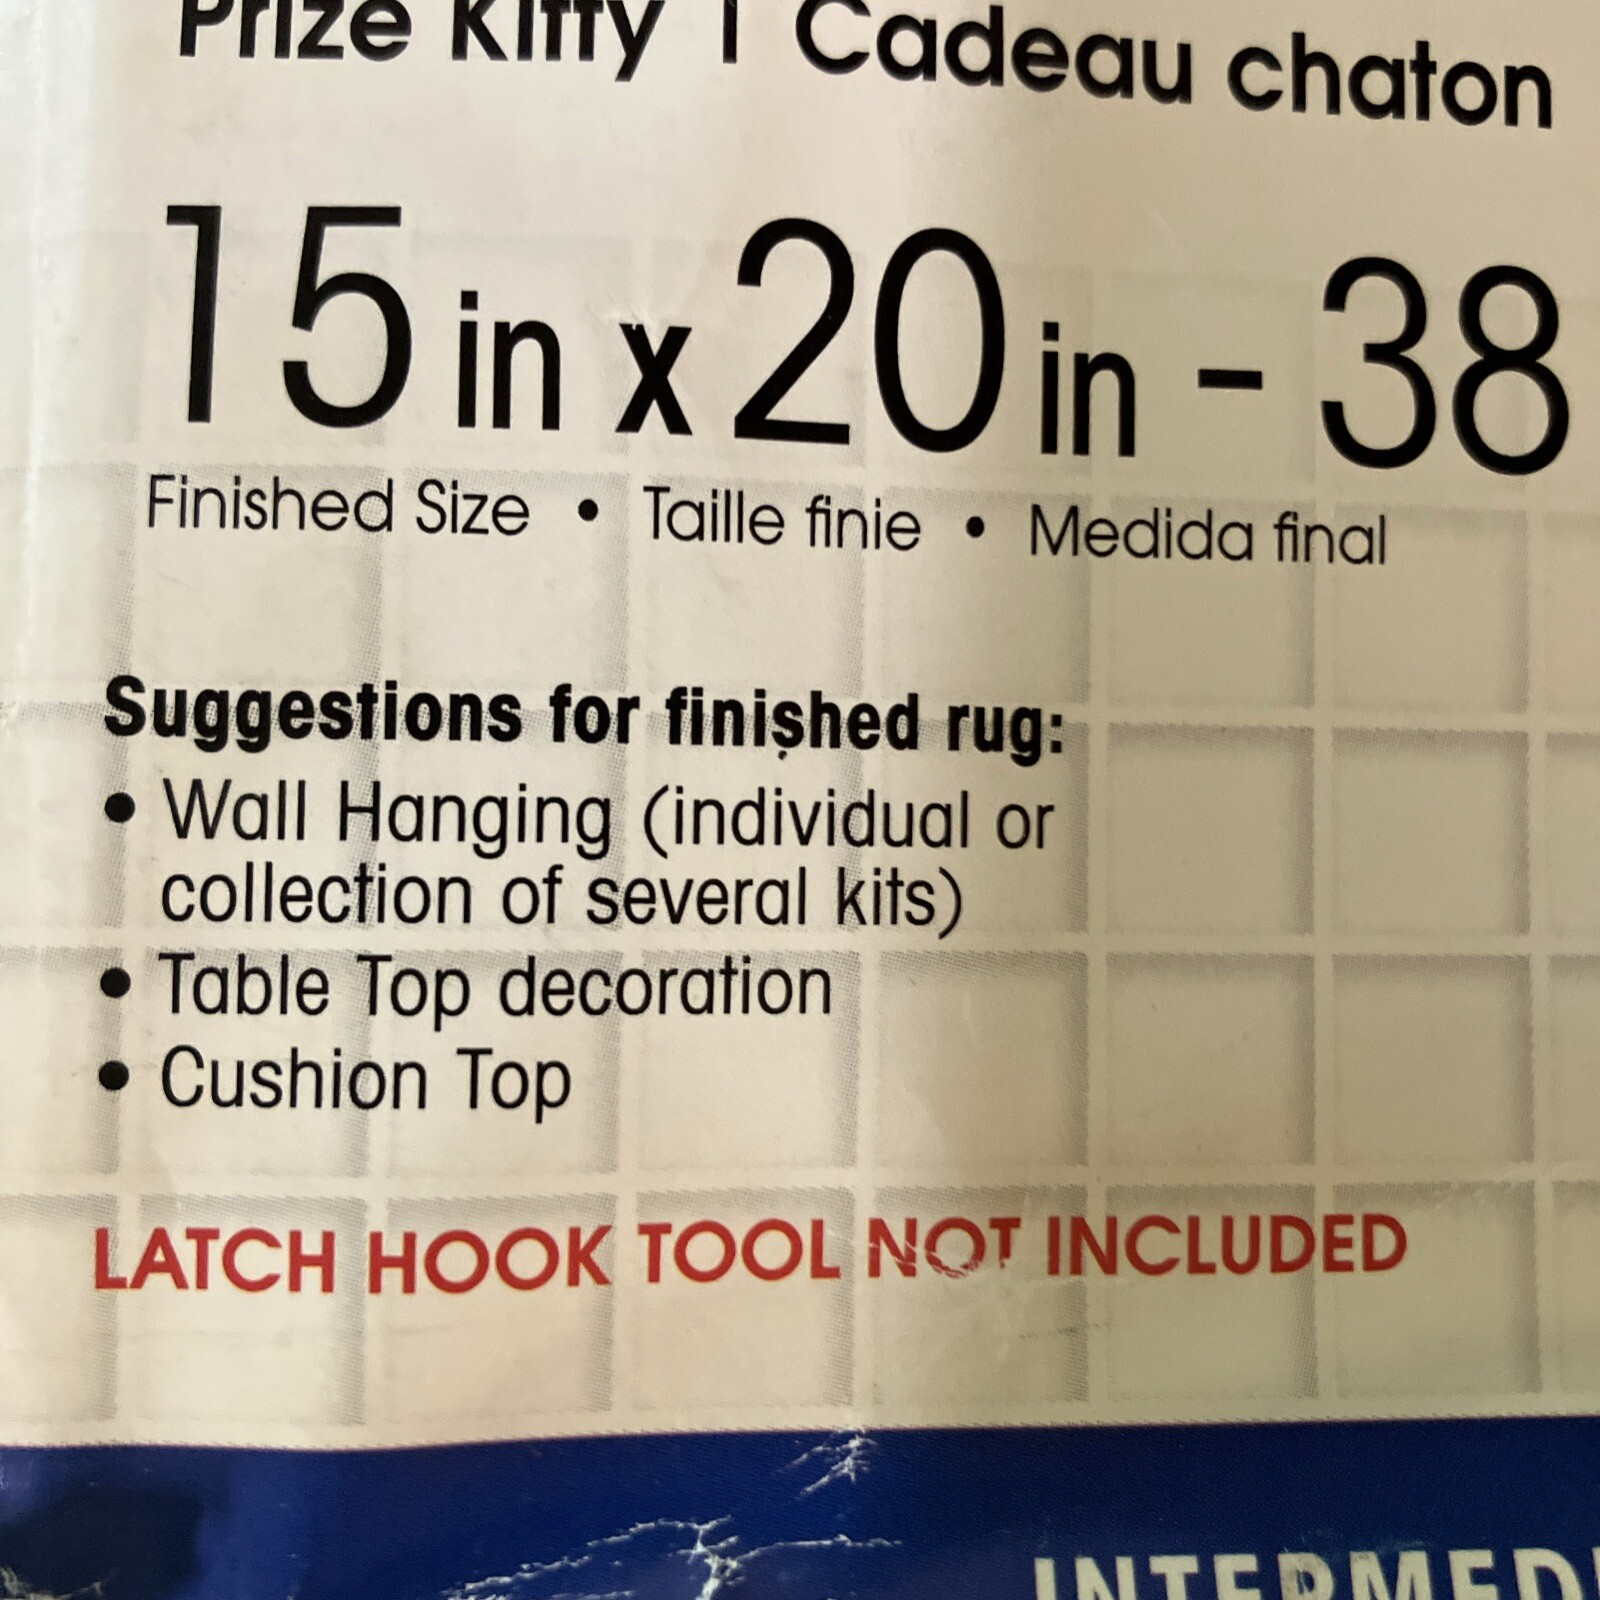 Prize Kitty | Cadeau chaton
15 in x 20 in - 38
Finished Size • Taille finie • Medida final
Suggestions for finished rug:
• Wall Hanging (individual or
collection of several kits)
• Table Top decoration
• Cushion Top
LATCH HOOK TOOL NOT INCLUDED
INTERMEDI